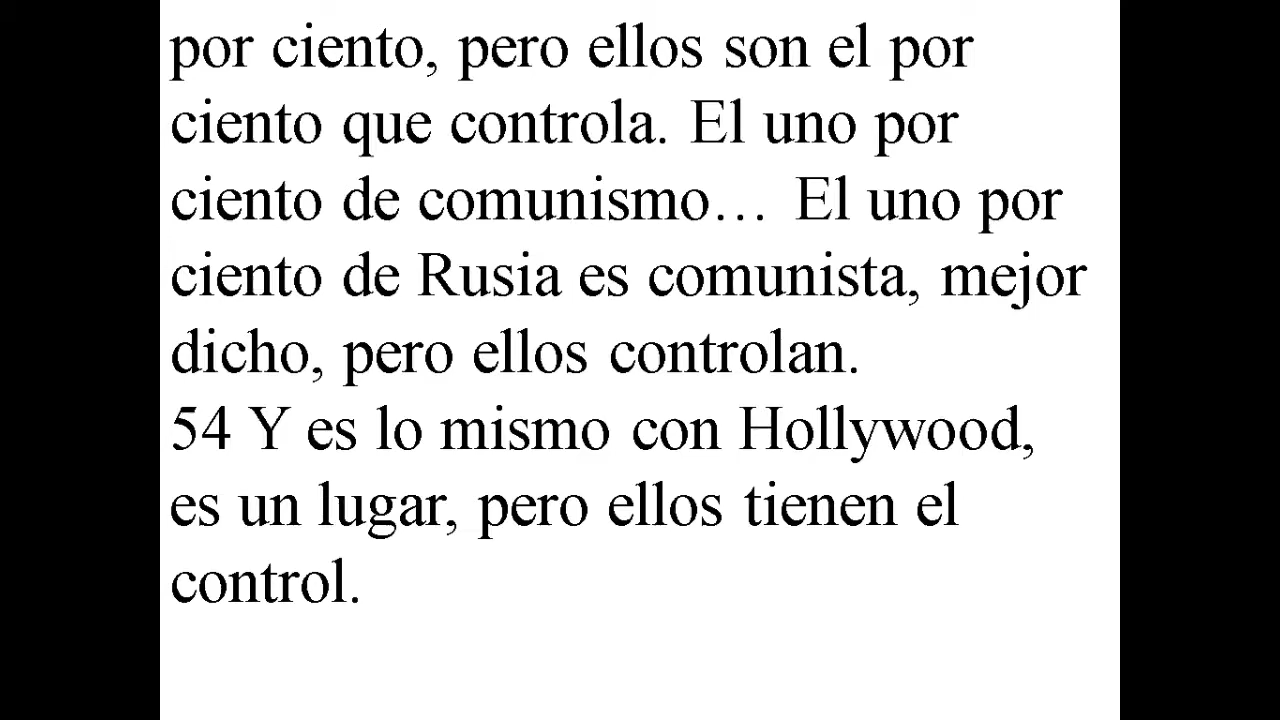 por ciento, pero ellos son el por
ciento que controla. El uno por
ciento de comunismo… El uno por
ciento de Rusia es comunista, mejor
dicho, pero ellos controlan.
54 Y es lo mismo con Hollywood,
es un lugar, pero ellos tienen el
control.